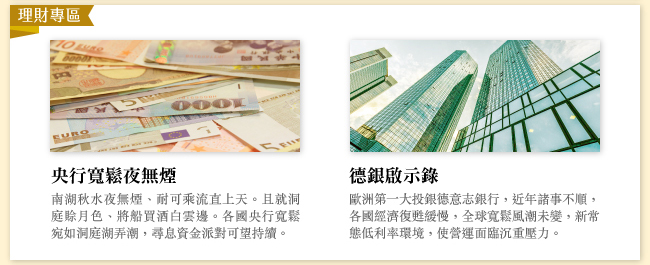 理財專區
央行寬鬆夜無煙
南湖秋水夜無煙、耐可乘流直上天。且就洞
庭賒月色、將船買酒白雲邊。各國央行寬鬆
宛如洞庭湖弄潮，尋息資金派對可望持續。
德銀啟示錄
歐洲第一大投銀德意志銀行，近年諸事不順，
各國經濟復甦緩慢，全球寬鬆風潮未變，新常
態低利率環境，使營運面臨沉重壓力。
1000
EURO
10